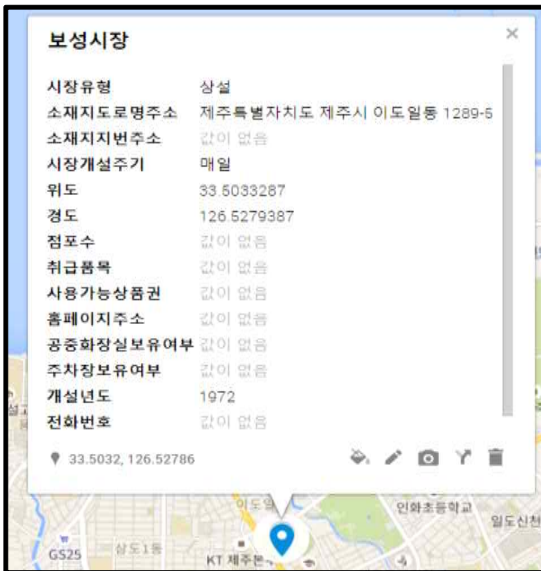 보성시장
시장유형 상설
소재지도로명주소 제주특별자치도 제주시 이도일동 1289-5
소재지지번주소 값이 없음
시장개설주기 매일
위도 33.5033287
경도 126.5279387
점포수 값이 없음
취급품목 값이 없음
사용가능상품권 값이 없음
홈페이지주소 값이 없음
공중화장실보유여부 값이 없음
주차장보유여부 값이 없음
개설년도 1972
전화번호 값이 없음
33.5032, 126.52786
이도일
인화초등학교
일도신천
GS25
삼도1동
KT 제주본